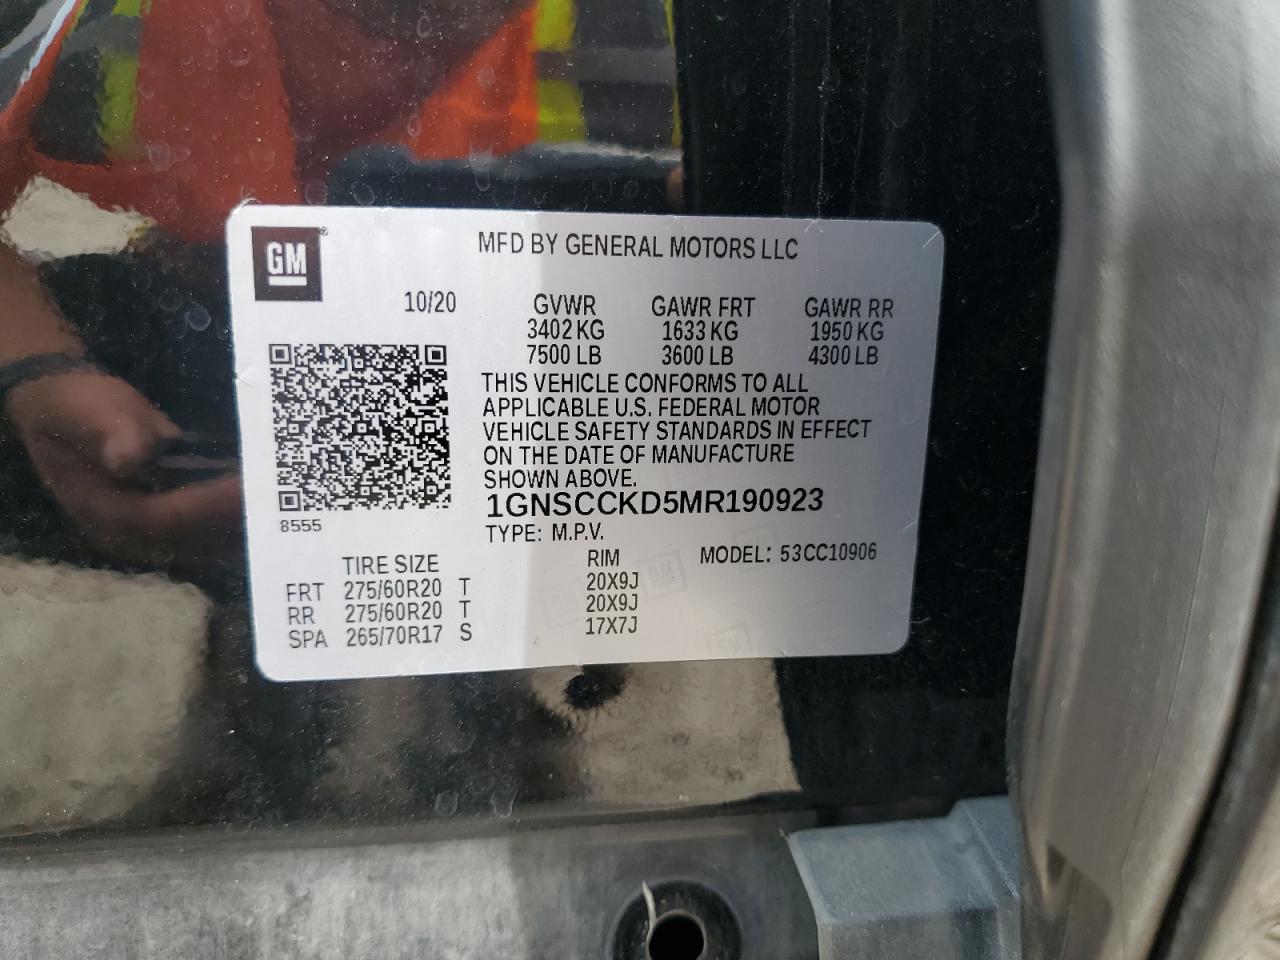 GM®
MFD BY GENERAL MOTORS LLC
10/20 GVWR GAWR FRT GAWR RR
3402 KG 1633 KG 1950 KG
7500 LB 3600 LB 4300 LB
THIS VEHICLE CONFORMS TO ALL
APPLICABLE U.S. FEDERAL MOTOR
VEHICLE SAFETY STANDARDS IN EFFECT
ON THE DATE OF MANUFACTURE
SHOWN ABOVE.
1GNSCCKD5MR190923
8555
TYPE: M.P.V.
TIRE SIZE RIM MODEL: 53CC10906
FRT 275/60R20 T 20X9J
RR 275/60R20 T 20X9J
SPA 265/70R17 S 17X7J